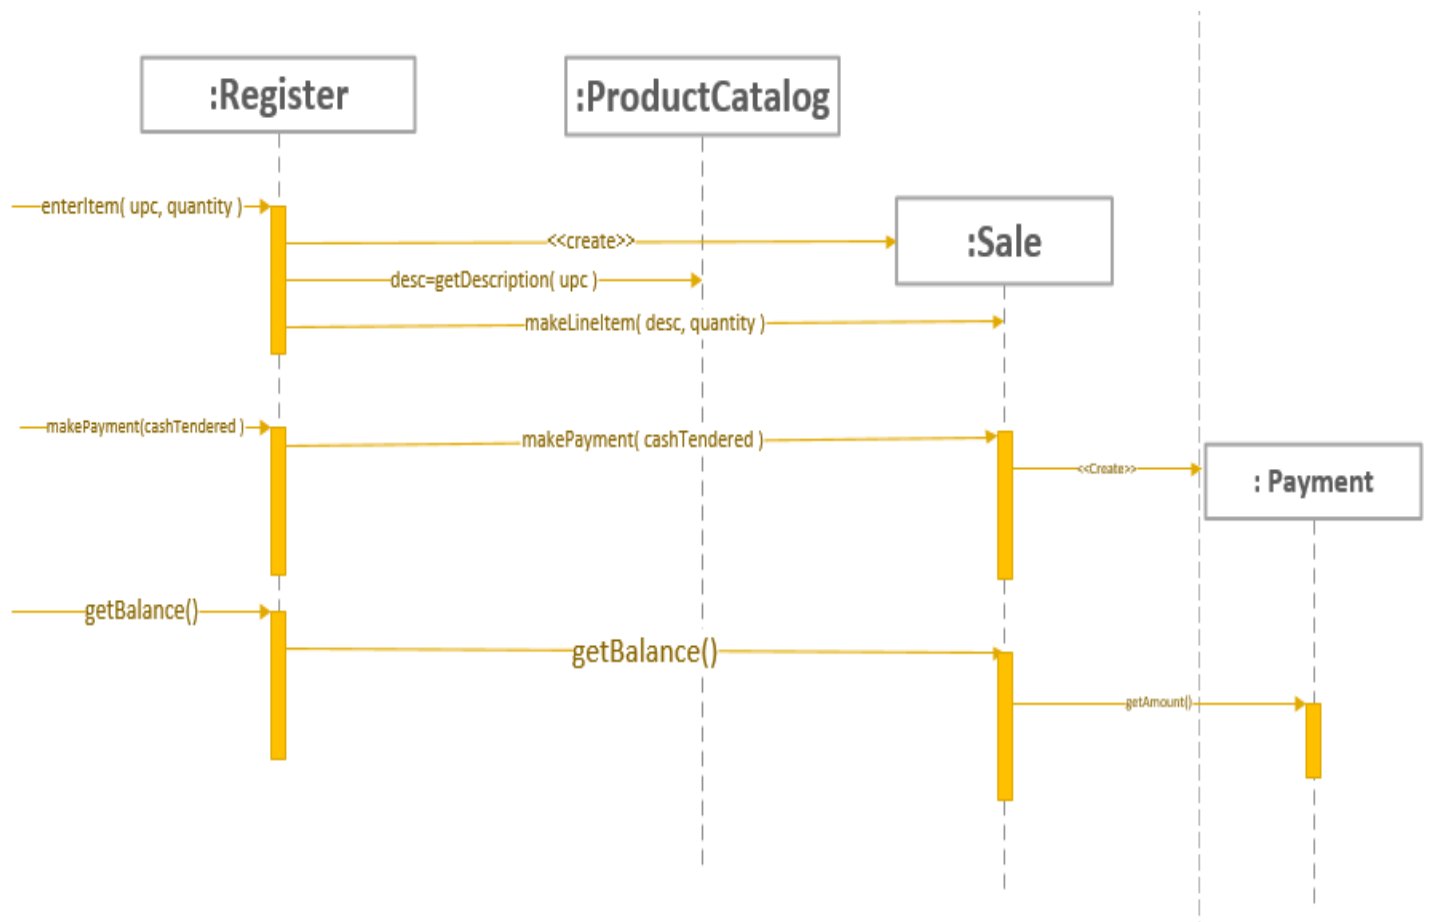 :Register
:ProductCatalog
enterItem( upc, quantity )
<<create>>
:Sale
desc=getDescription( upc )
makeLineItem( desc, quantity )
makePayment(cashTendered )
makePayment( cashTendered )
<<Create>>
: Payment
getBalance()
getBalance()
getAmount()